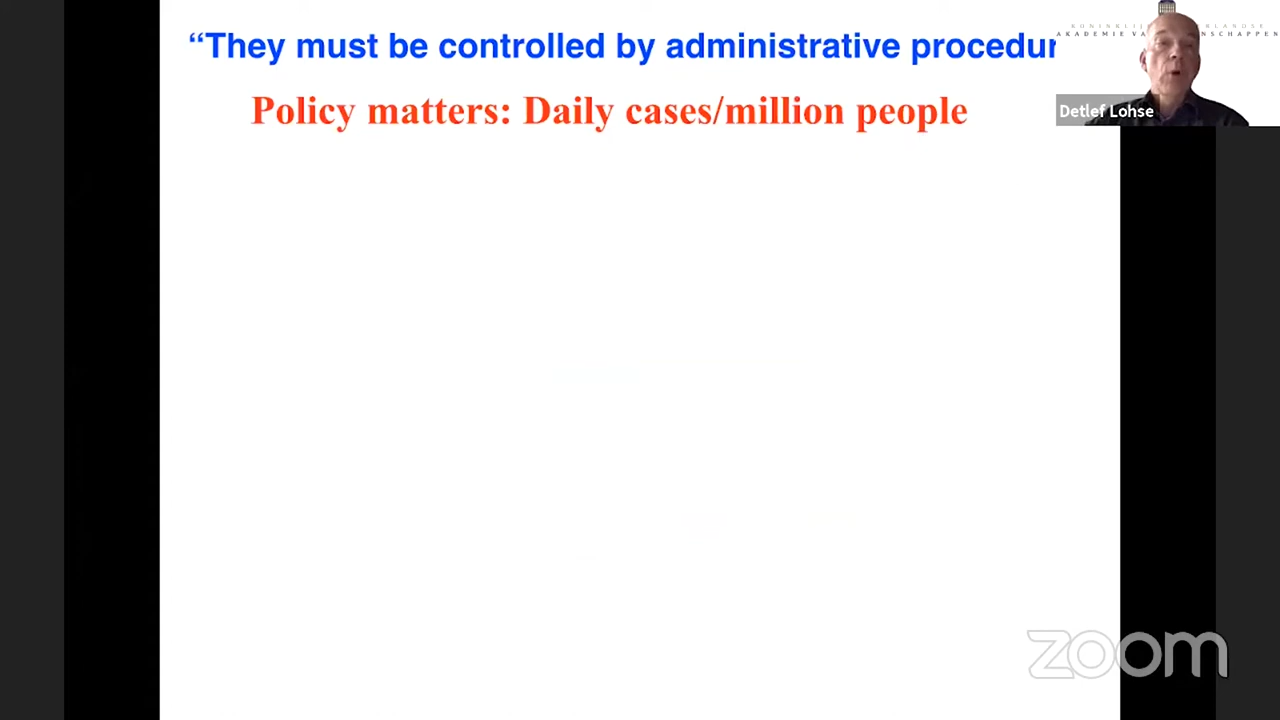 “They must be controlled by administrative procedur
Policy matters: Daily cases/million people
Detlef Lohse
zoom